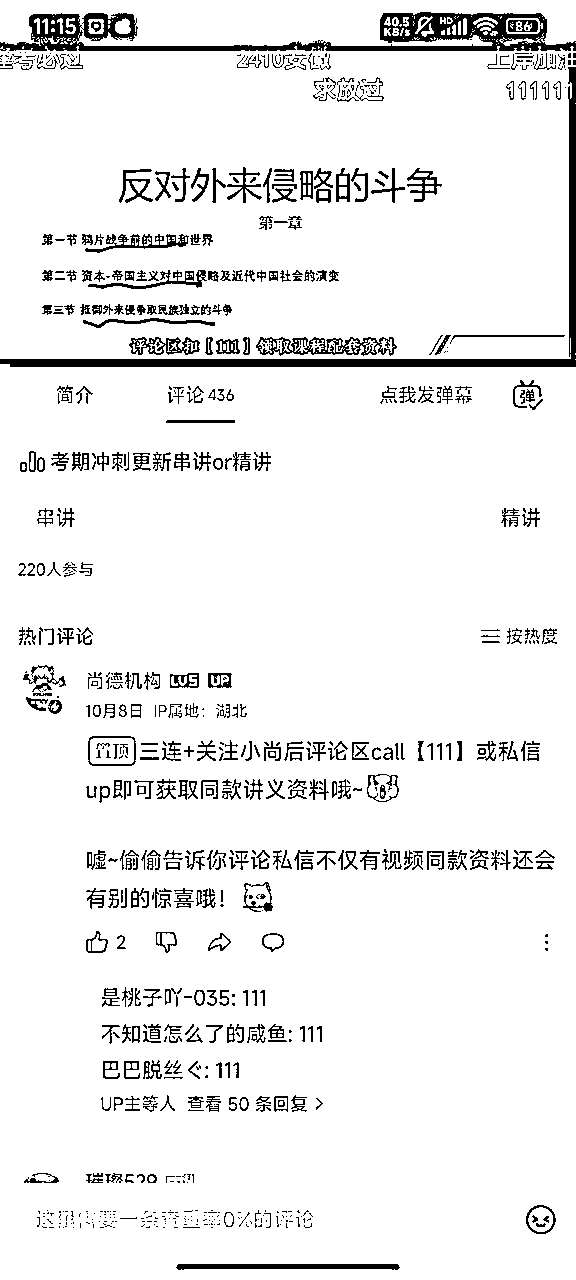 11:15 40.5 KB/s HD 86
2410安徽 上岸加油
求放过 111111
反对外来侵略的斗争
第一章
第一节 鸦片战争前的中国和世界
第二节 资本-帝国主义对中国侵略及近代中国社会的演变
第三节 抵御外来侵争取民族独立的斗争
评论区扣【111】领取课程配套资料
简介 评论 436 点我发弹幕 弹
考期冲刺更新串讲or精讲
串讲 精讲
220人参与
热门评论 按热度
尚德机构 LV5 UP
10月8日 IP属地：湖北
置顶 三连+关注小尚后评论区call【111】或私信
up即可获取同款讲义资料哦~
嘘~偷偷告诉你评论私信不仅有视频同款资料还会
有别的惊喜哦！
2
是桃子吖-035: 111
不知道怎么了的咸鱼: 111
巴巴脱丝ぐ: 111
UP主等人 查看 50 条回复 >
璀璨529
这里需要一条查重率0%的评论